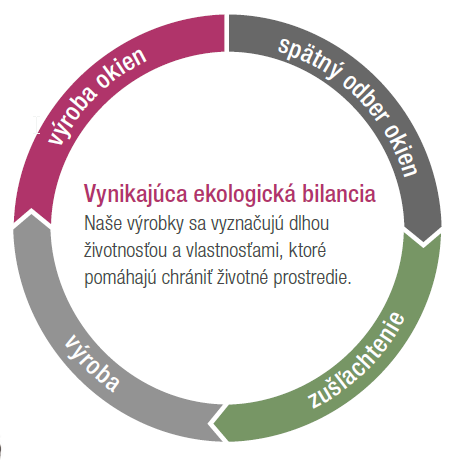 výroba okien
spätný odber okien
Vynikajúca ekologická bilancia
Naše výrobky sa vyznačujú dlhou
životnosťou a vlastnosťami, ktoré
pomáhajú chrániť životné prostredie.
výroba
zušľachtenie